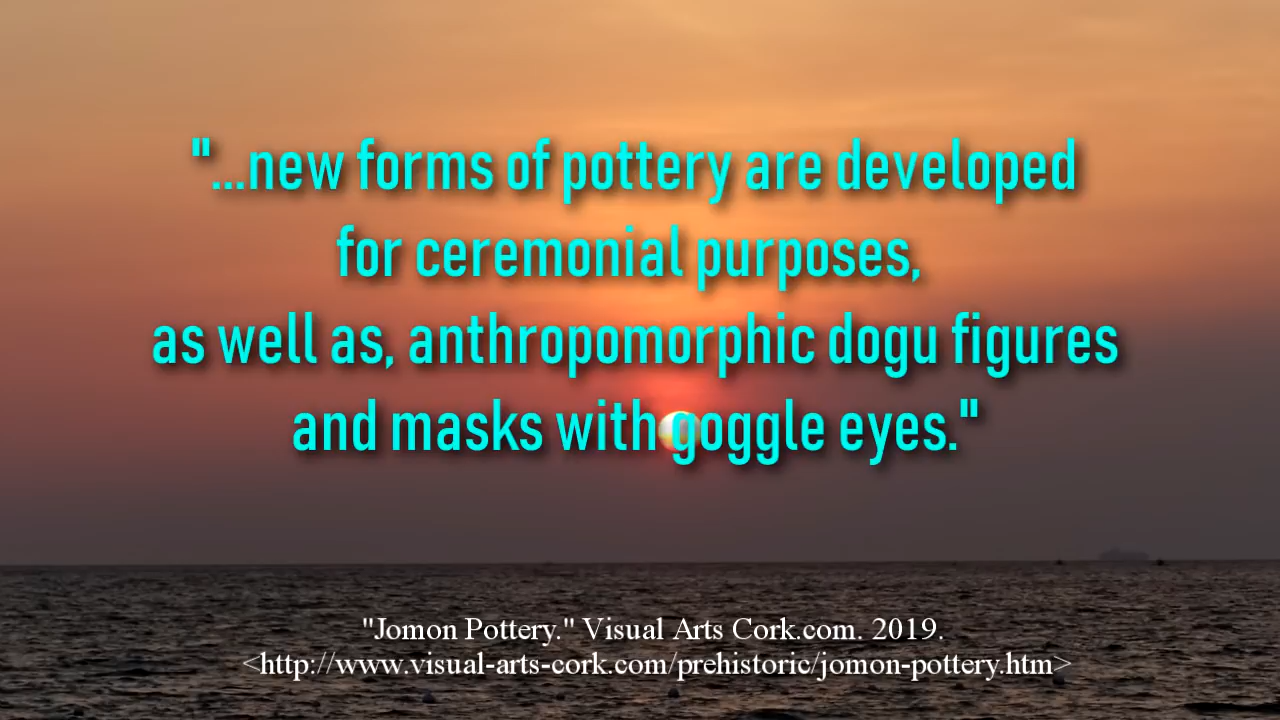 "...new forms of pottery are developed
for ceremonial purposes,
as well as, anthropomorphic dogu figures
and masks with goggle eyes."
"Jomon Pottery." Visual Arts Cork.com. 2019.
<http://www.visual-arts-cork.com/prehistoric/jomon-pottery.htm>